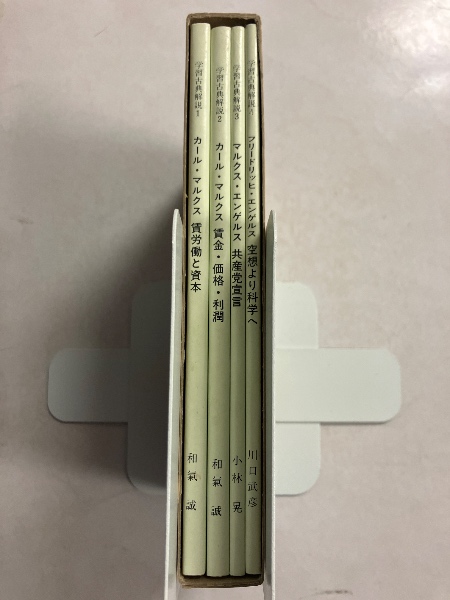 学習古典解説1 カール・マルクス 賃労働と資本 和氣 誠
学習古典解説2 カール・マルクス 賃金・価格・利潤 和氣 誠
学習古典解説3 マルクス・エンゲルス 共産党宣言 小林 晃
学習古典解説 フリードリッヒ・エンゲルス 空想より科学へ 川口武彦